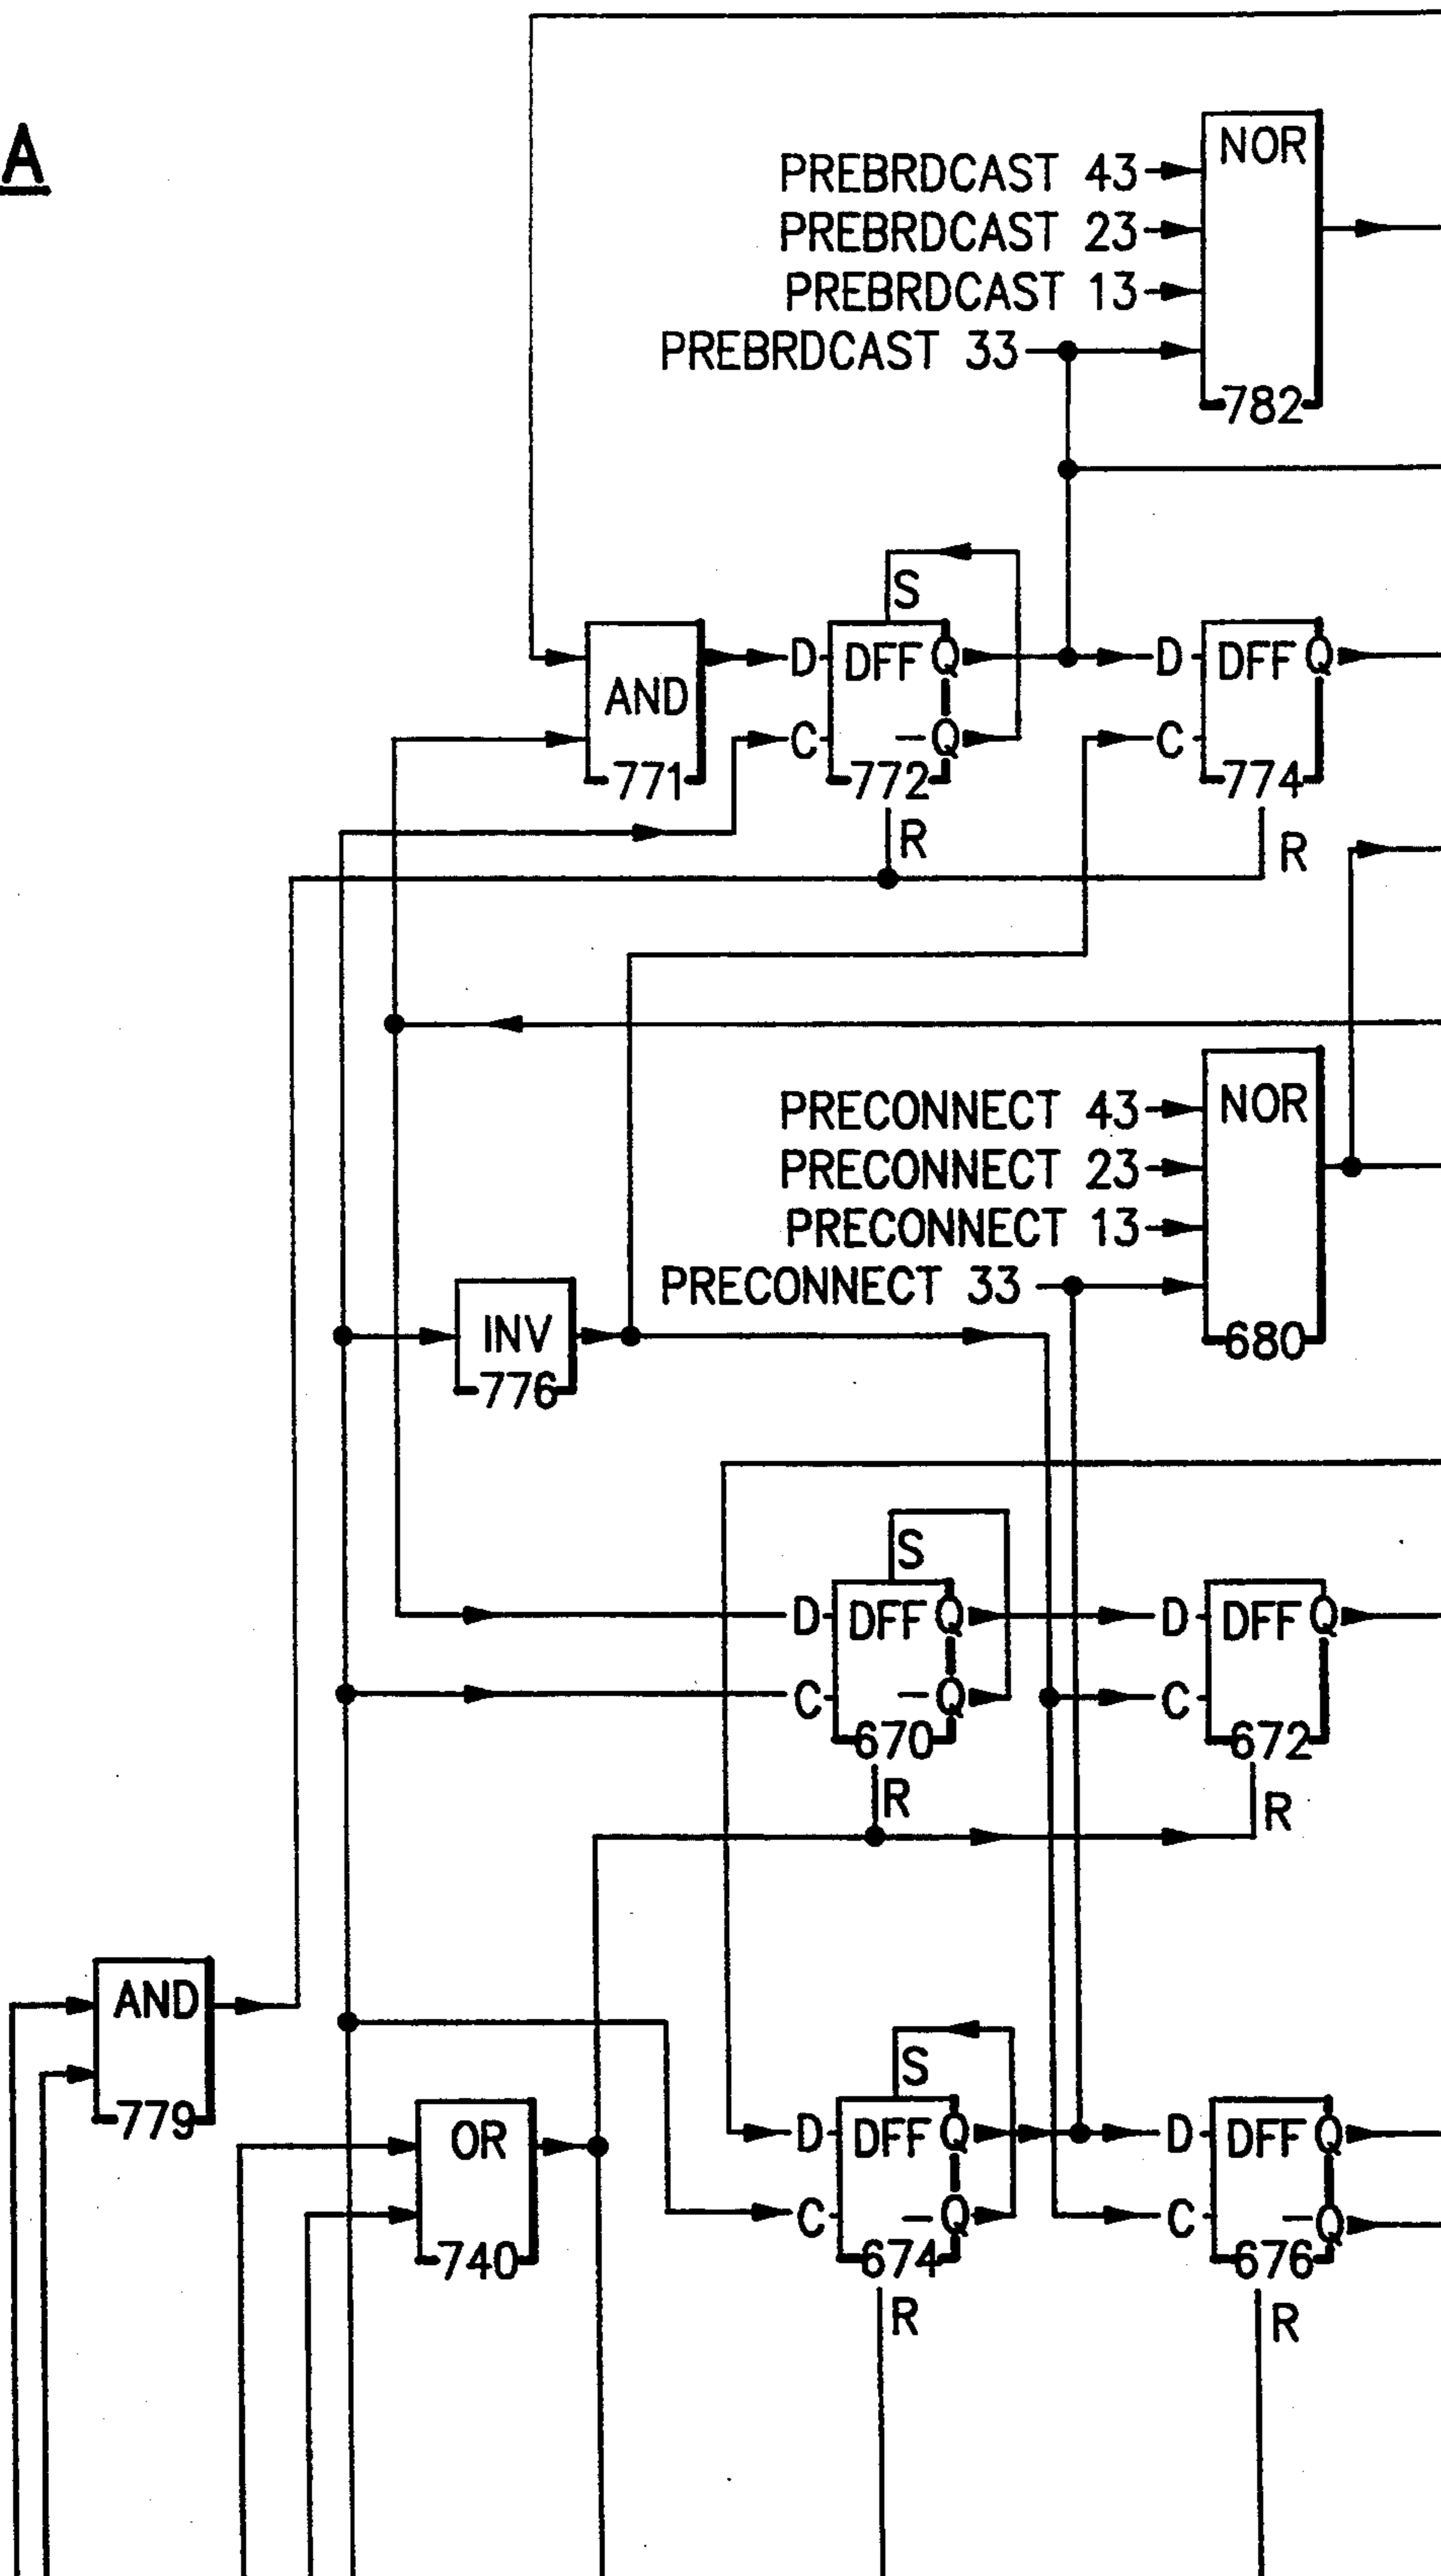 A
NOR
PREBRDCAST 43
PREBRDCAST 23
PREBRDCAST 13
PREBRDCAST 33
782
S
AND
771
D
C
DFF Q
-Q
772
R
D
C
DFF Q
774
R
NOR
PRECONNECT 43
PRECONNECT 23
PRECONNECT 13
PRECONNECT 33
680
INV
776
S
D
C
DFF Q
-Q
670
R
D
C
DFF Q
672
R
AND
779
OR
740
S
D
C
DFF Q
-Q
674
R
D
C
DFF Q
-Q
676
R